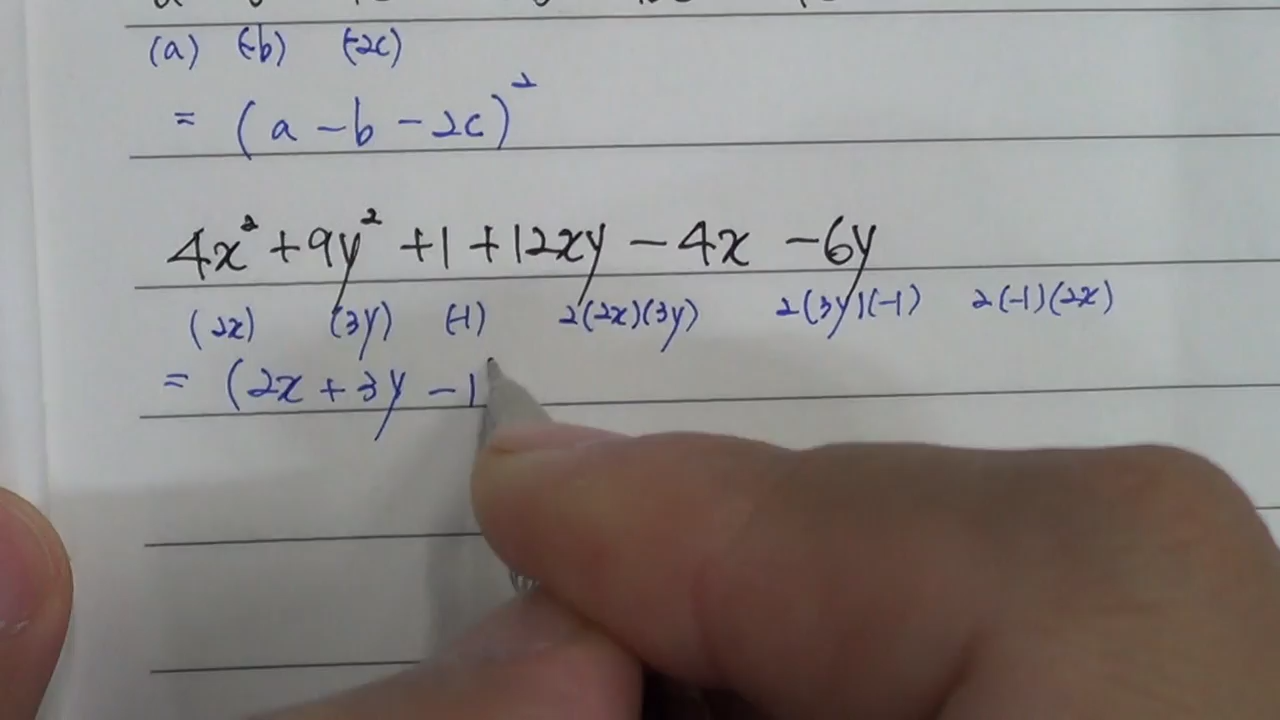 (a) (-b) (-2c)
= (a - b - 2c)²
4x² + 9y² + 1 + 12xy - 4x - 6y
(2x) (3y) (-1) 2(2x)(3y) 2(3y)(-1) 2(-1)(2x)
= (2x + 3y - 1